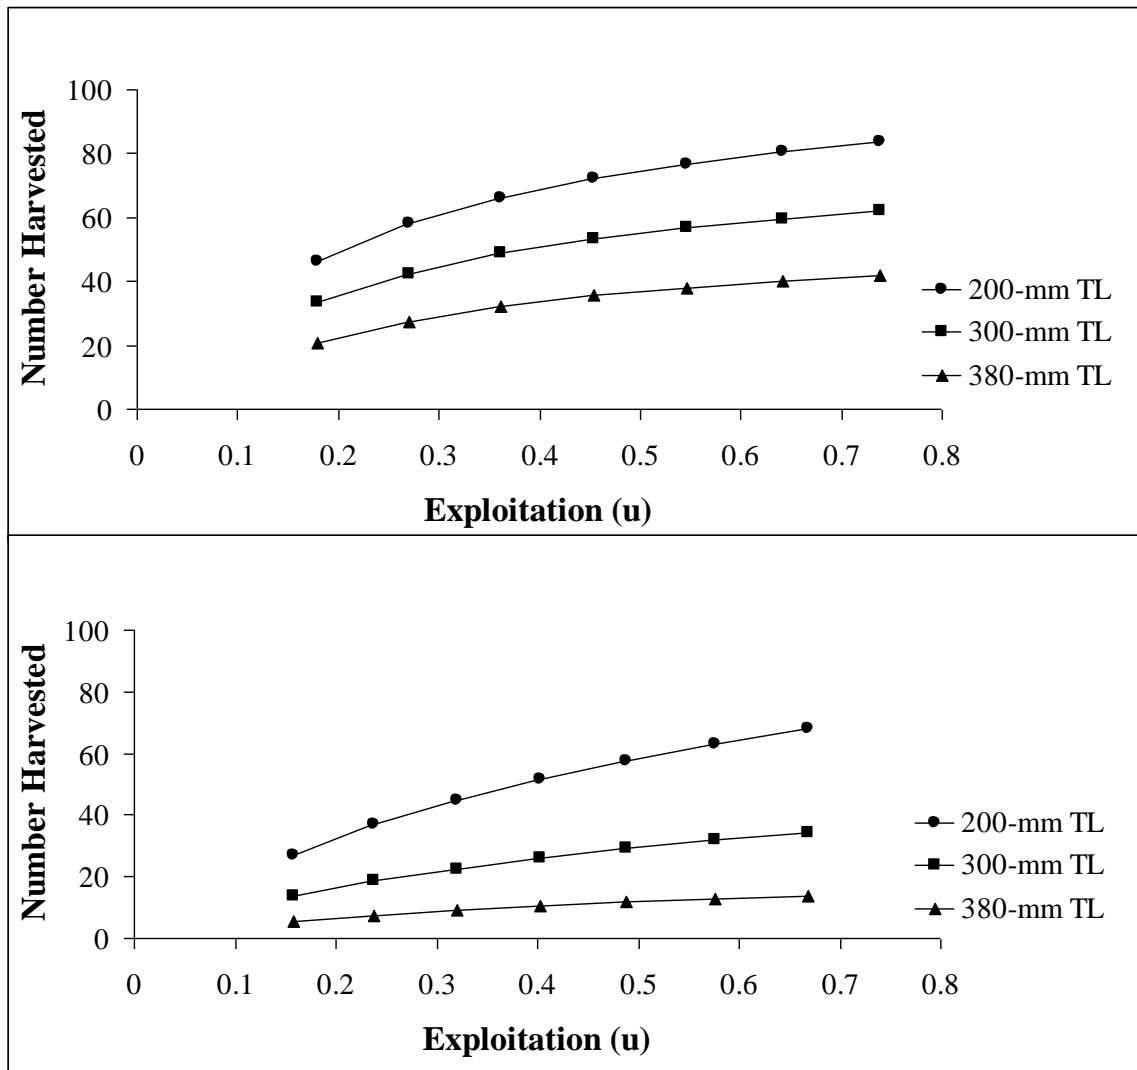 Number Harvested
100
80
60
40
20
0
0 0.1 0.2 0.3 0.4 0.5 0.6 0.7 0.8
Exploitation (u)
200-mm TL
300-mm TL
380-mm TL
Number Harvested
100
80
60
40
20
0
0 0.1 0.2 0.3 0.4 0.5 0.6 0.7 0.8
Exploitation (u)
200-mm TL
300-mm TL
380-mm TL